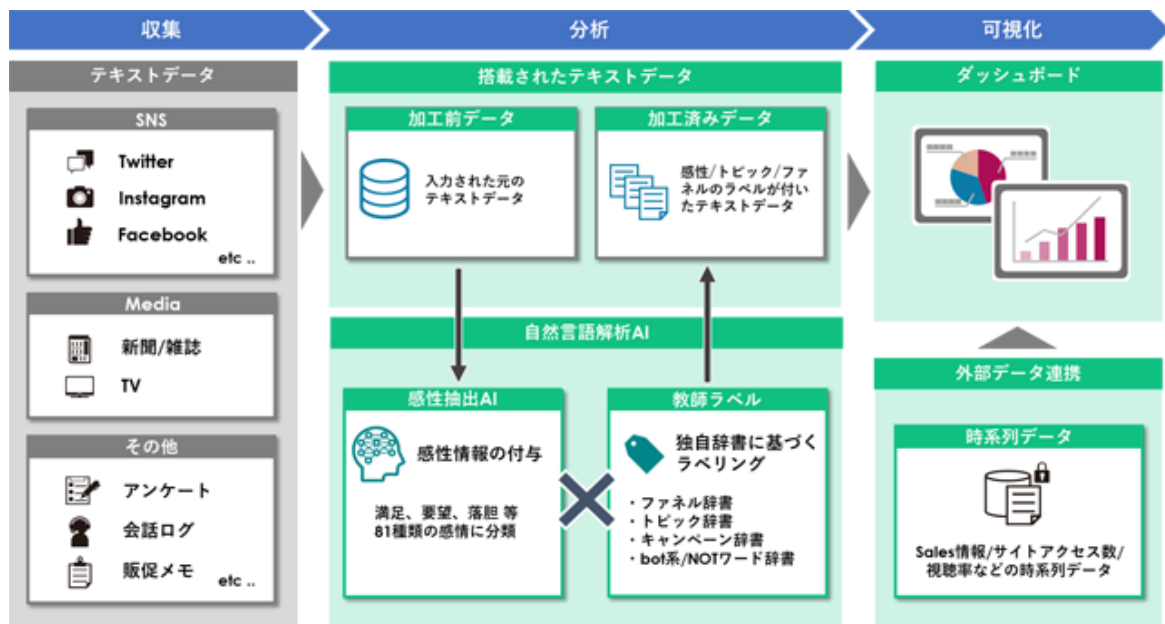 収集
分析
可視化
テキストデータ
SNS
Twitter
Instagram
Facebook
etc ..
Media
新聞/雑誌
TV
その他
アンケート
会話ログ
販促メモ
etc ..
搭載されたテキストデータ
加工前データ
入力された元の
テキストデータ
加工済みデータ
感性/トピック/ファ
ネルのラベルが付い
たテキストデータ
自然言語解析AI
感性抽出AI
感性情報の付与
満足、要望、落胆 等
81種類の感情に分類
教師ラベル
独自辞書に基づく
ラベリング
・ファネル辞書
・トピック辞書
・キャンペーン辞書
・bot系/NOTワード辞書
ダッシュボード
外部データ連携
時系列データ
Sales情報/サイトアクセス数/
視聴率などの時系列データ